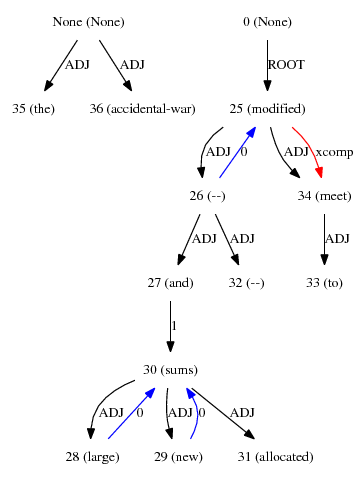 None (None) 0 (None)
ADJ ADJ ROOT
35 (the) 36 (accidental-war) 25 (modified)
ADJ 0 ADJ xcomp
26 (--) 34 (meet)
ADJ ADJ ADJ
27 (and) 32 (--) 33 (to)
1
30 (sums)
ADJ 0 ADJ 0 ADJ
28 (large) 29 (new) 31 (allocated)